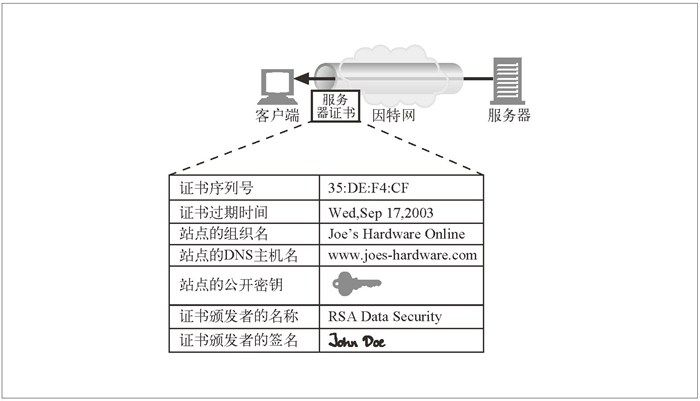 客户端
服务
器证书
因特网
服务器
证书序列号 35:DE:F4:CF
证书过期时间 Wed,Sep 17,2003
站点的组织名 Joe's Hardware Online
站点的DNS主机名 www.joes-hardware.com
站点的公开密钥
证书颁发者的名称 RSA Data Security
证书颁发者的签名 John Doe